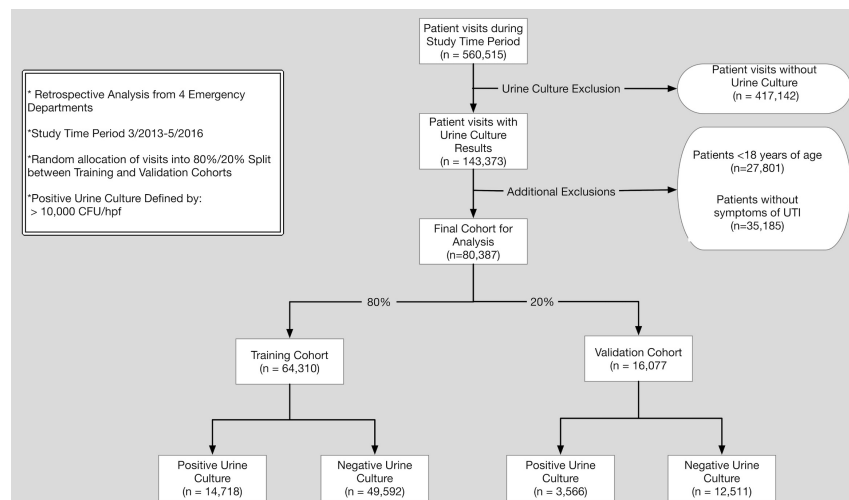 Patient visits during
Study Time Period
(n = 560,515)
* Retrospective Analysis from 4 Emergency
Departments
*Study Time Period 3/2013-5/2016
*Random allocation of visits into 80%/20% Split
between Training and Validation Cohorts
*Positive Urine Culture Defined by:
> 10,000 CFU/hpf
Urine Culture Exclusion
Patient visits without
Urine Culture
(n = 417,142)
Patient visits with
Urine Culture
Results
(n = 143,373)
Additional Exclusions
Patients <18 years of age
(n=27,801)
Patients without
symptoms of UTI
(n=35,185)
Final Cohort for
Analysis
(n=80,387)
80%
20%
Training Cohort
(n = 64,310)
Validation Cohort
(n = 16,077
Positive Urine
Culture
(n = 14,718)
Negative Urine
Culture
(n = 49,592)
Positive Urine
Culture
(n = 3,566)
Negative Urine
Culture
(n = 12,511)